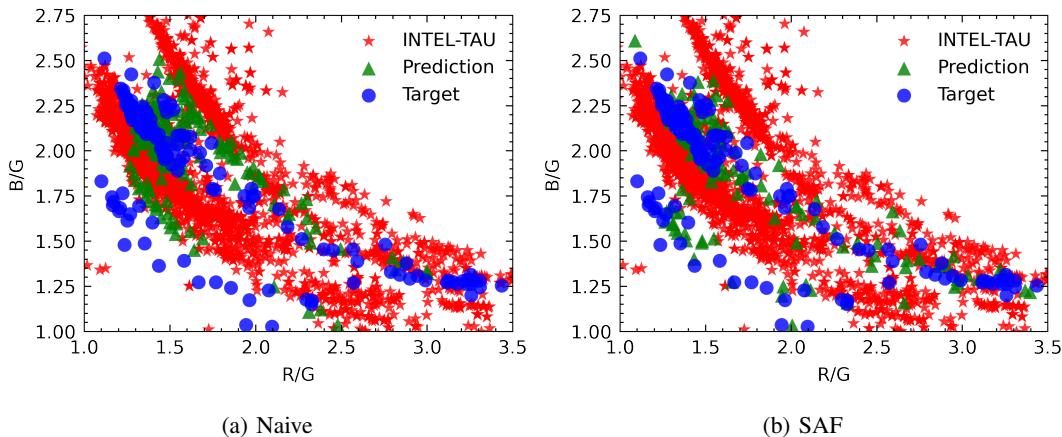 2.75
2.50
2.25
2.00
1.75
1.50
1.25
1.00
B/G
1.0 1.5 2.0 2.5 3.0 3.5
R/G
INTEL-TAU
Prediction
Target
(a) Naive
2.75
2.50
2.25
2.00
1.75
1.50
1.25
1.00
B/G
1.0 1.5 2.0 2.5 3.0 3.5
R/G
INTEL-TAU
Prediction
Target
(b) SAF